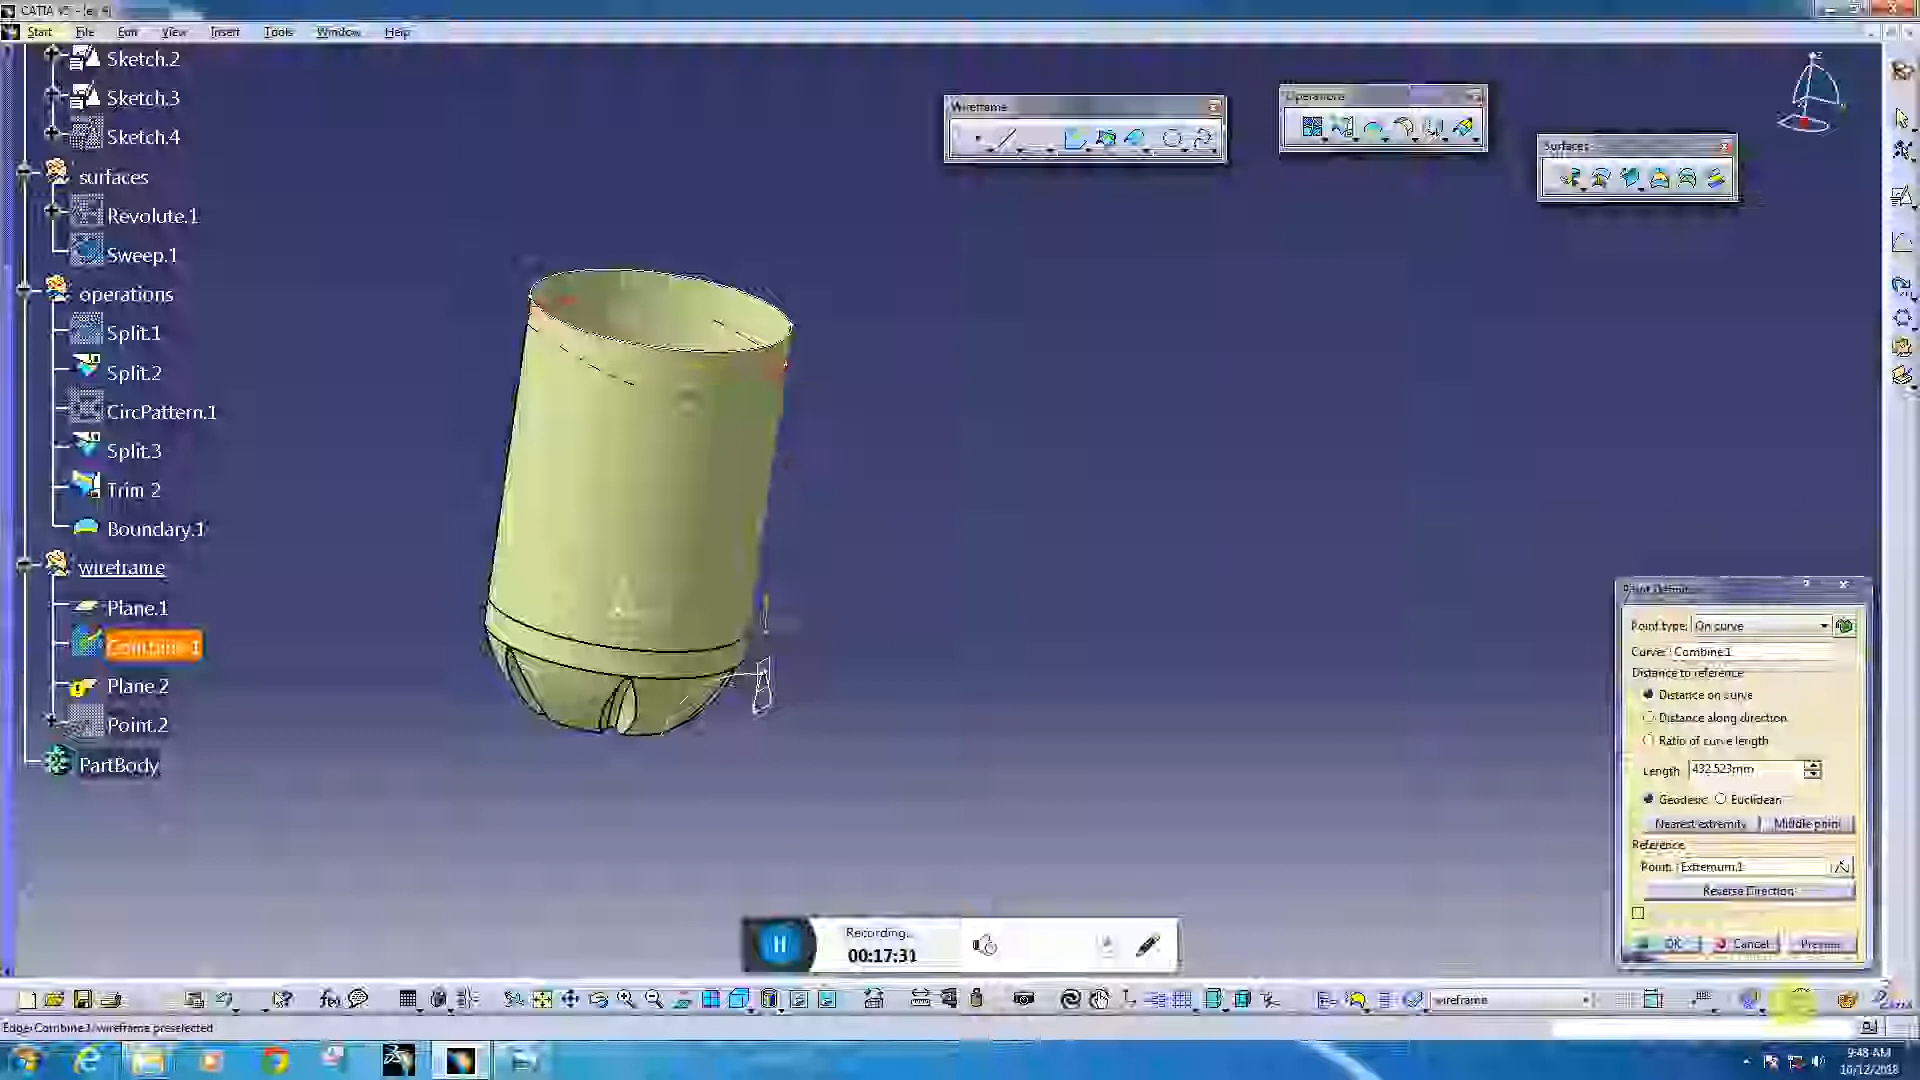 CATIA V5
Start File Edit View Insert Tools Window Help
Sketch.2
Sketch.3
Sketch.4
surfaces
Revolute.1
Sweep.1
operations
Split.1
Split.2
CircPattern.1
Split.3
Trim 2
Boundary.1
wireframe
Plane.1
Combine.1
Plane.2
Point.2
PartBody
Wireframe
Operations
Surfaces
Point Definition
Point type: On curve
Curve: Combine.1
Distance to reference
Distance on curve
Distance along direction
Ratio of curve length
Length 432.523mm
Geodesic Euclidean
Nearest extremity Middle point
Reference
Point: Extremum.1
Reverse Direction
OK Cancel Preview
Recording...
00:17:31
wireframe
Edge/Combine.1/wireframe preselected
9:48 AM
10/12/2018